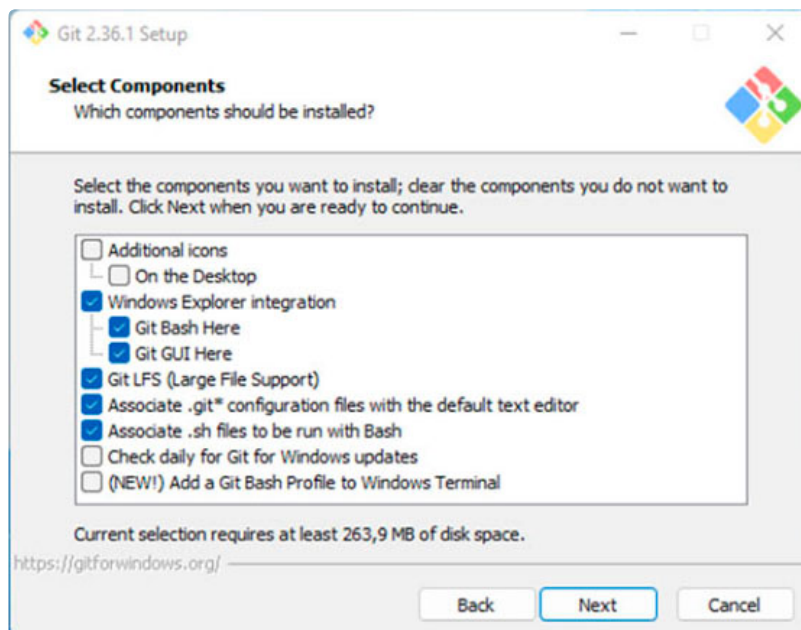 Git 2.36.1 Setup
Select Components
Which components should be installed?
Select the components you want to install; clear the components you do not want to
install. Click Next when you are ready to continue.
Additional icons
On the Desktop
Windows Explorer integration
Git Bash Here
Git GUI Here
Git LFS (Large File Support)
Associate .git* configuration files with the default text editor
Associate .sh files to be run with Bash
Check daily for Git for Windows updates
(NEW!) Add a Git Bash Profile to Windows Terminal
Current selection requires at least 263,9 MB of disk space.
https://gitforwindows.org/
Back Next Cancel